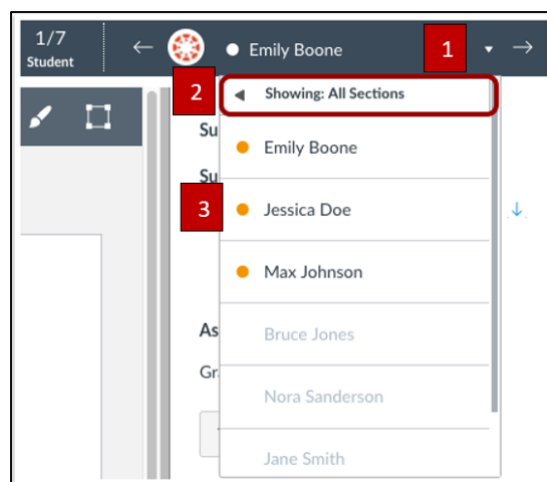 1/7
Student
Emily Boone
1
2
Showing: All Sections
Su
Emily Boone
Su
3
Jessica Doe
Max Johnson
As
Bruce Jones
Gr
Nora Sanderson
Jane Smith